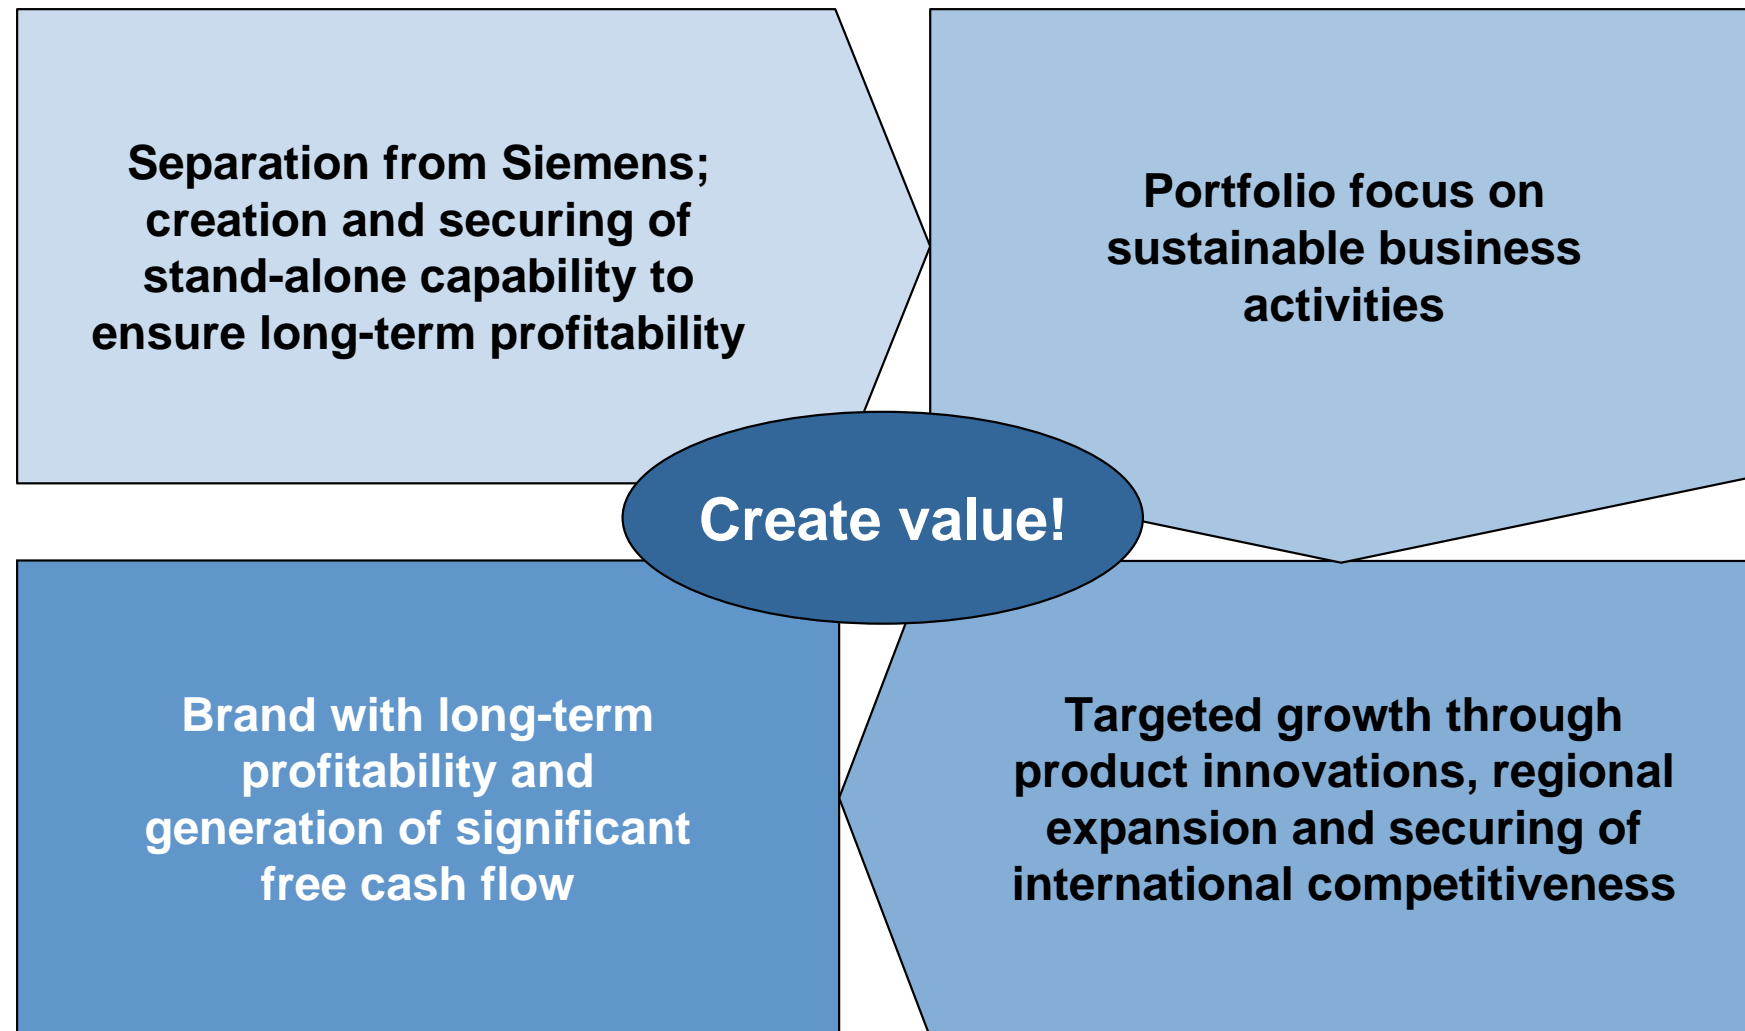 Separation from Siemens;
creation and securing of
stand-alone capability to
ensure long-term profitability
Portfolio focus on
sustainable business
activities
Create value!
Brand with long-term
profitability and
generation of significant
free cash flow
Targeted growth through
product innovations, regional
expansion and securing of
international competitiveness